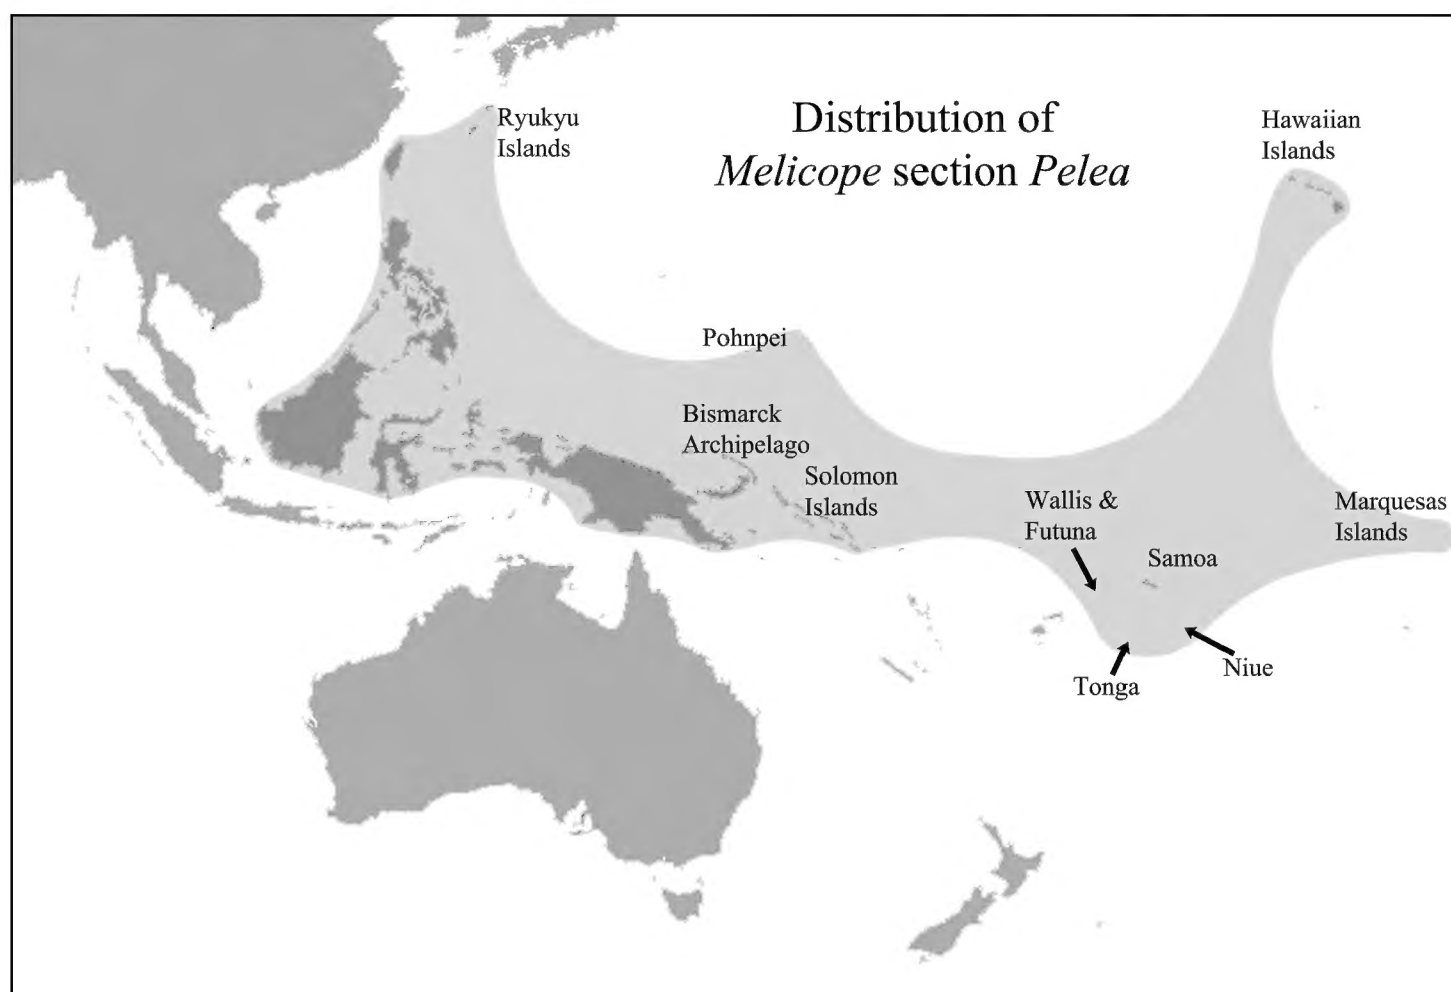 Distribution of
Melicope section Pelea
Ryukyu
Islands
Hawaiian
Islands
Pohnpei
Bismarck
Archipelago
Solomon
Islands
Wallis &
Futuna
Samoa
Marquesas
Islands
Tonga
Niue